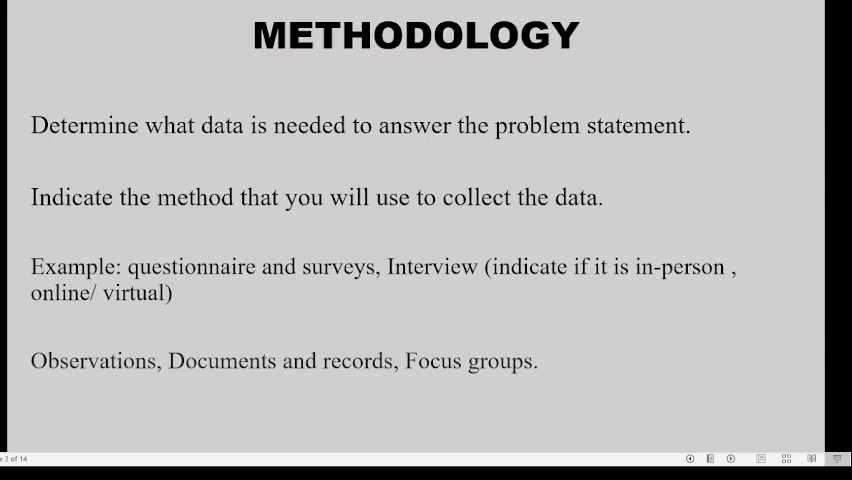 METHODOLOGY
Determine what data is needed to answer the problem statement.
Indicate the method that you will use to collect the data.
Example: questionnaire and surveys, Interview (indicate if it is in-person ,
online/ virtual)
Observations, Documents and records, Focus groups.
e 2 of 14